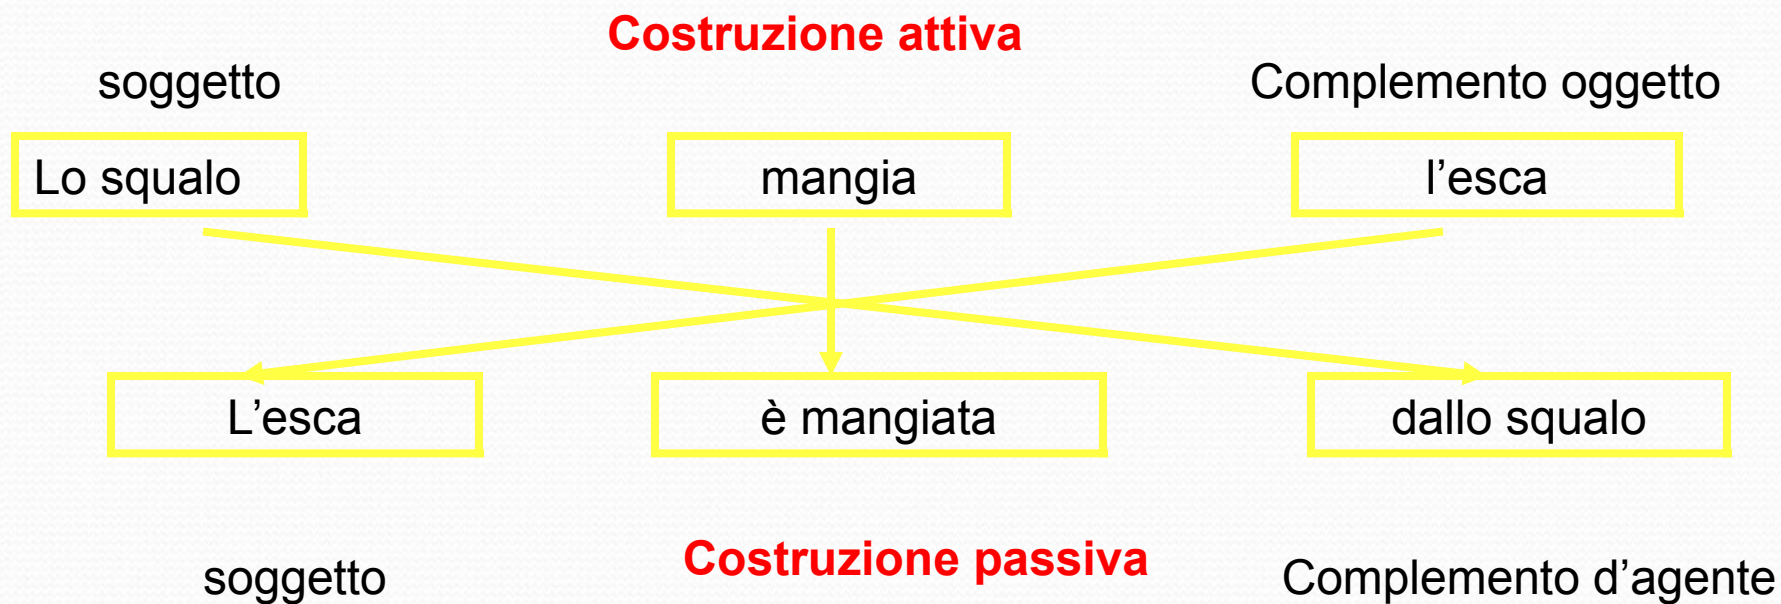 Costruzione attiva
soggetto
Complemento oggetto
Lo squalo
mangia
l’esca
L’esca
è mangiata
dallo squalo
soggetto
Costruzione passiva
Complemento d’agente